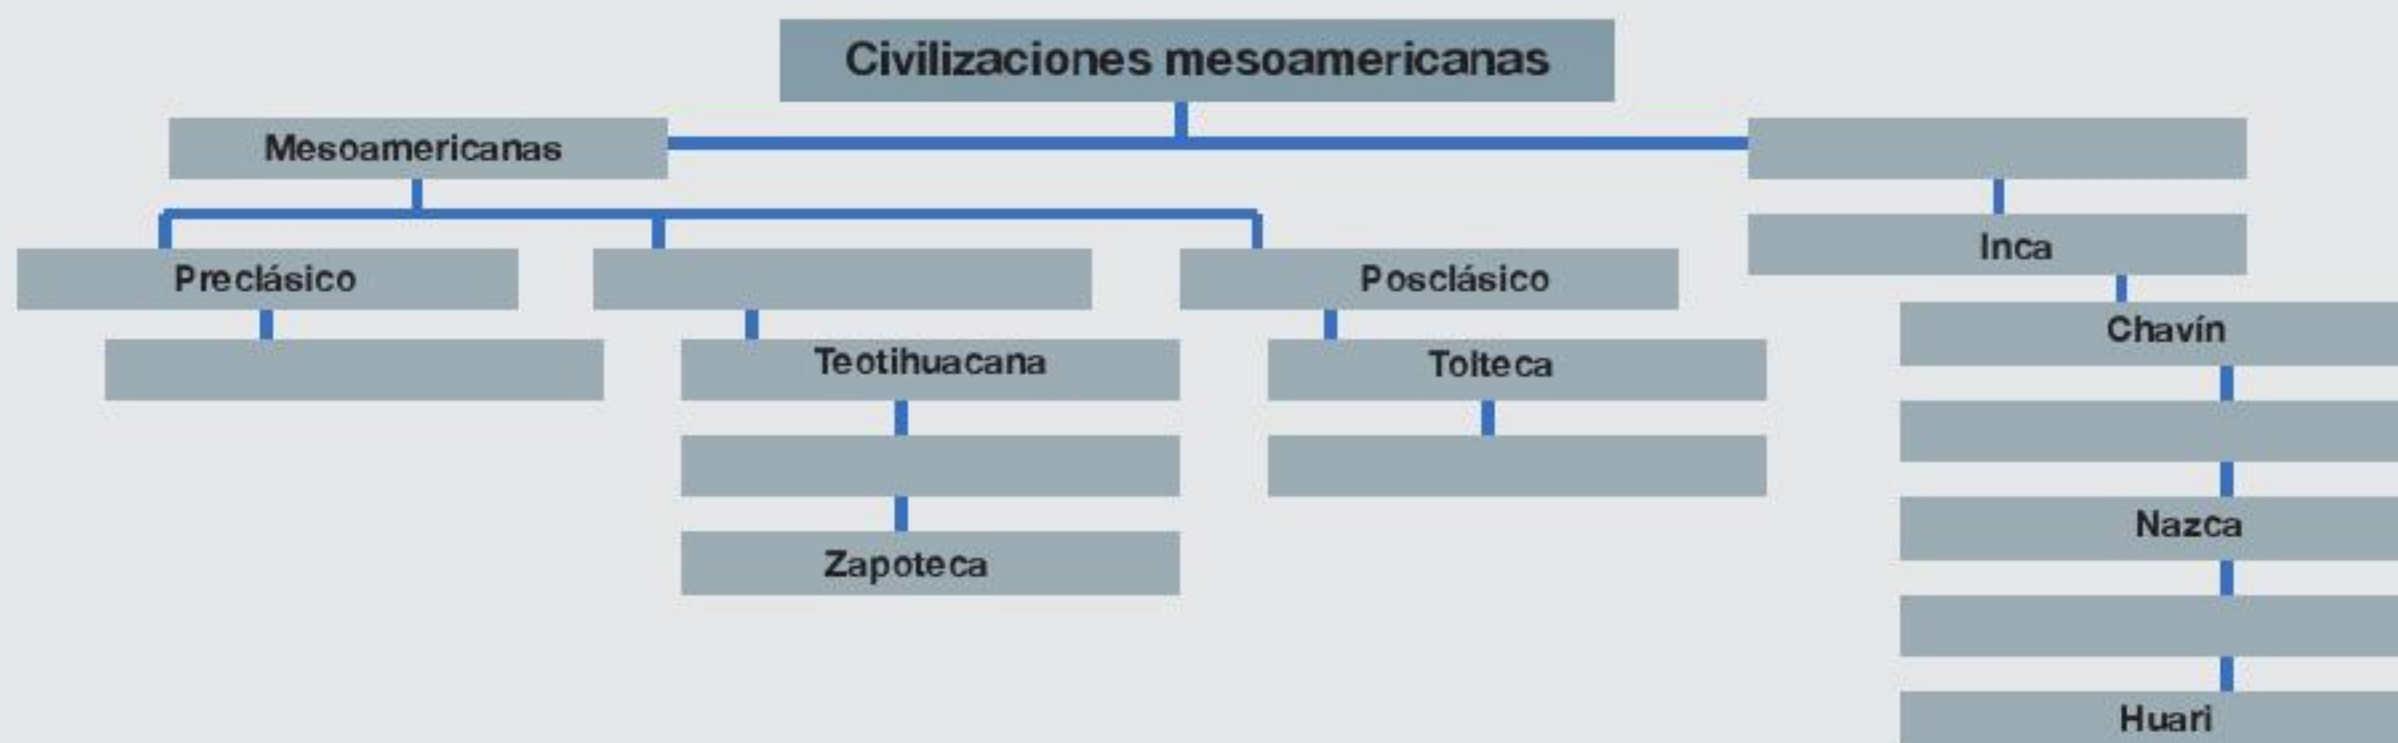 Civilizaciones mesoamericanas
Mesoamericanas
Preclásico
Posclásico
Inca
Teotihuacana
Tolteca
Chavín
Zapoteca
Nazca
Huari